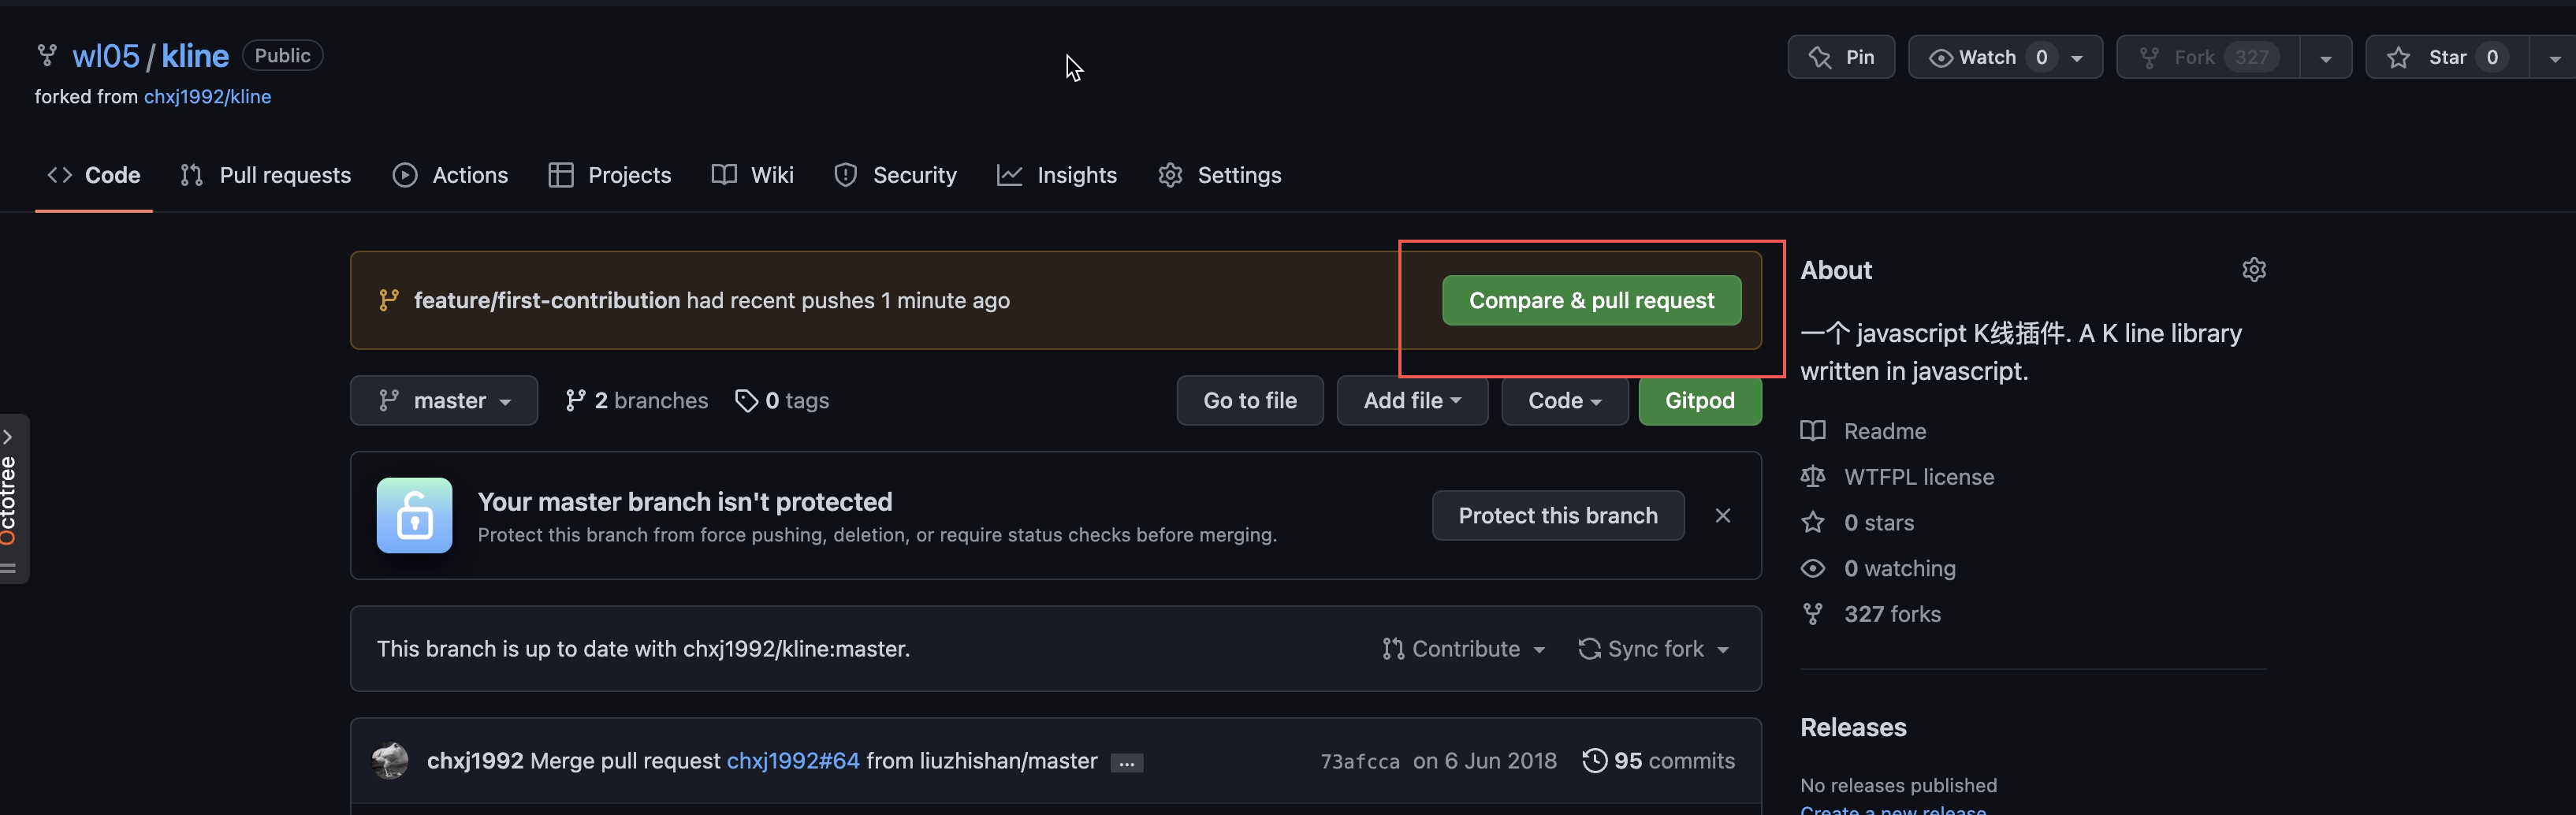 wl05 / kline Public
Pin Watch 0 Fork 327 Star 0
forked from chxj1992/kline
Code Pull requests Actions Projects Wiki Security Insights Settings
feature/first-contribution had recent pushes 1 minute ago
Compare & pull request
master 2 branches 0 tags
Go to file Add file Code Gitpod
Your master branch isn't protected
Protect this branch from force pushing, deletion, or require status checks before merging.
Protect this branch
This branch is up to date with chxj1992/kline:master.
Contribute Sync fork
chxj1992 Merge pull request chxj1992#64 from liuzhishan/master ...
73afcca on 6 Jun 2018 95 commits
About
一个 javascript K线插件. A K line library
written in javascript.
Readme
WTFPL license
0 stars
0 watching
327 forks
Releases
No releases published
Create a new release
Octotree